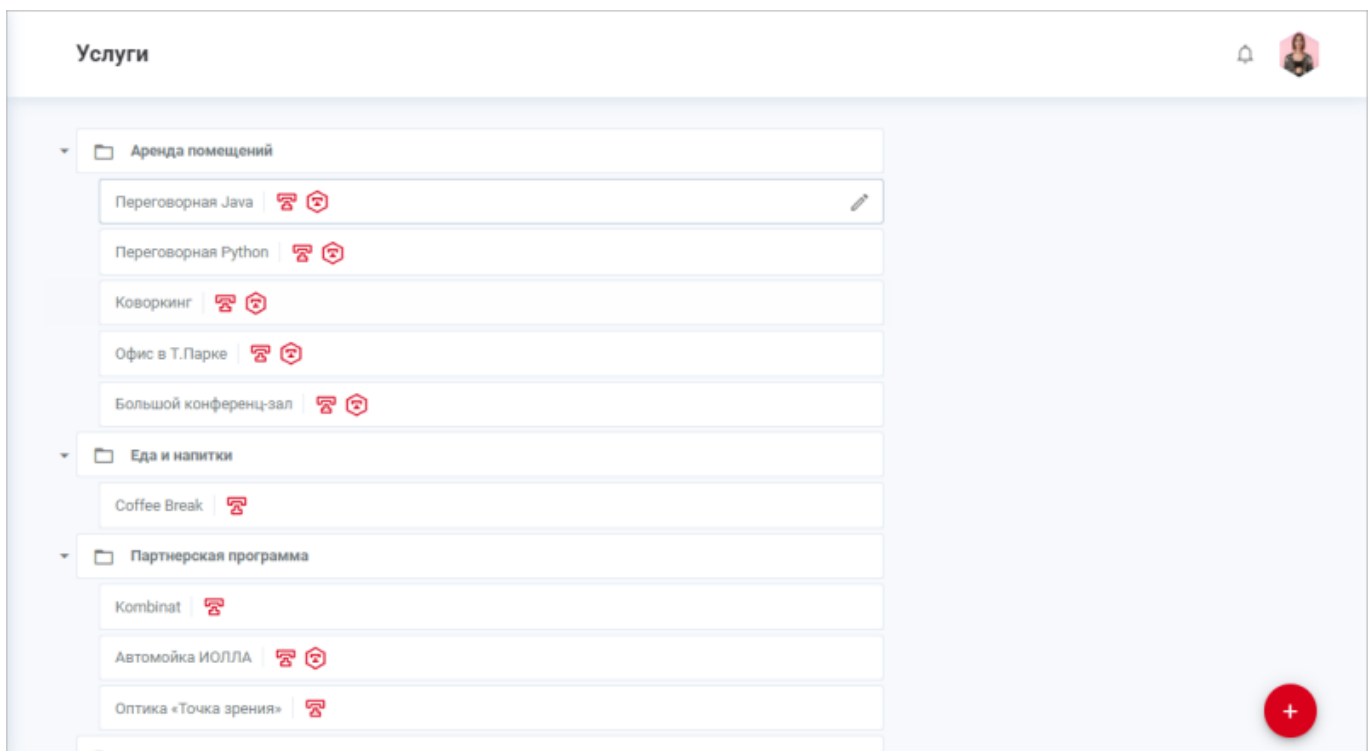 Услуги
Аренда помещений
Переговорная Java
Переговорная Python
Коворкинг
Офис в Т.Парке
Большой конференц-зал
Еда и напитки
Coffee Break
Партнерская программа
Kombinat
Автомойка ИОЛЛА
Оптика «Точка зрения»